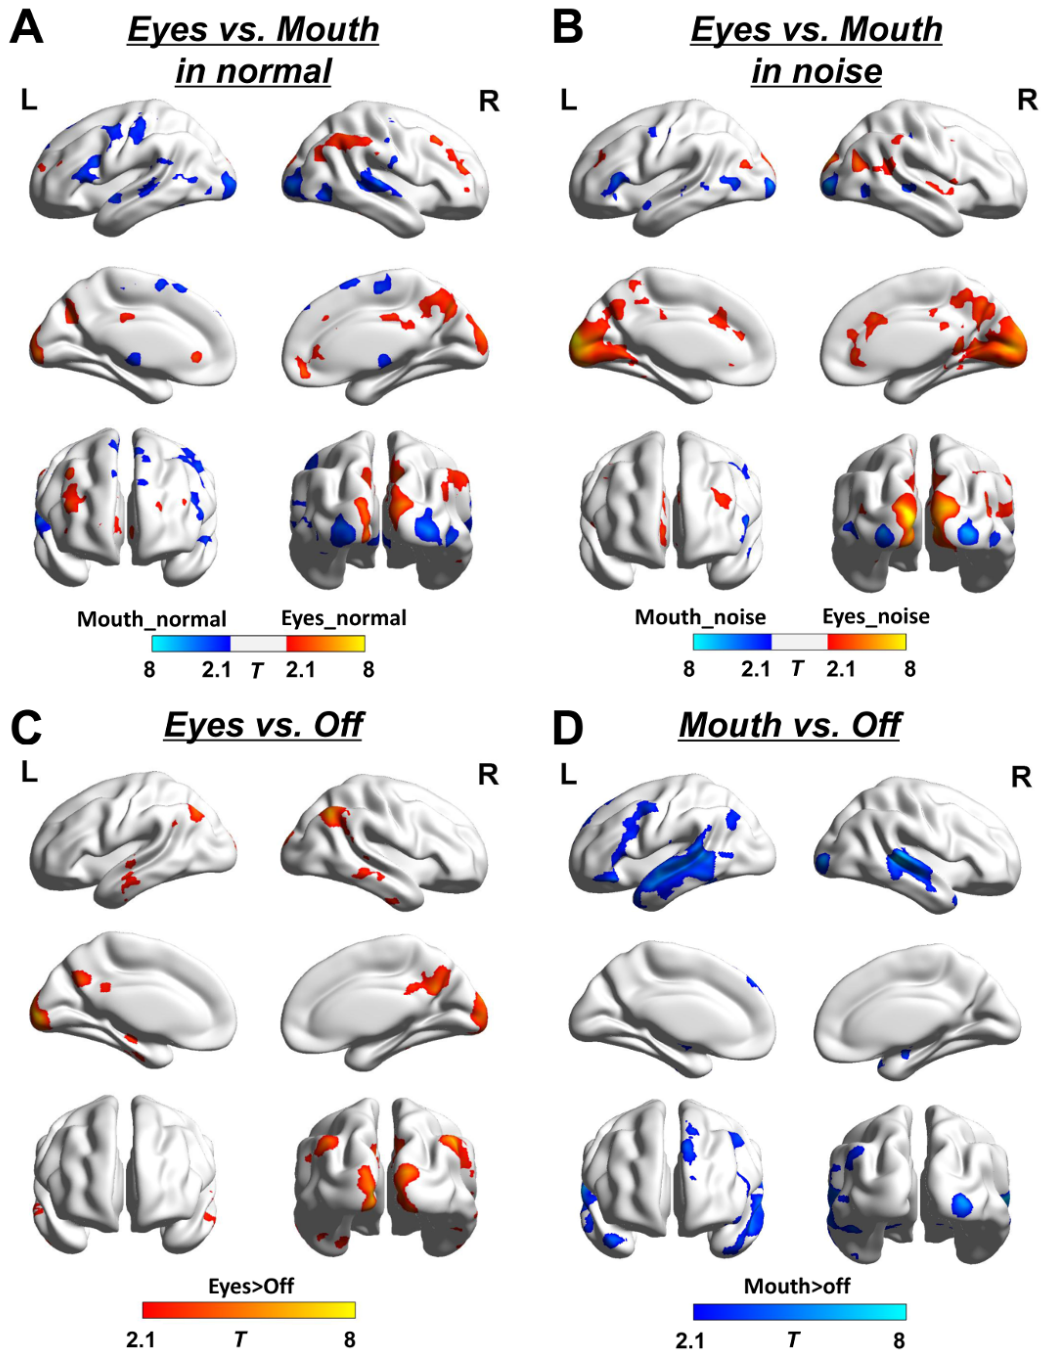 A
Eyes vs. Mouth
in normal
L
R
Mouth_normal
Eyes_normal
8
2.1
T
2.1
8
B
Eyes vs. Mouth
in noise
L
R
Mouth_noise
Eyes_noise
8
2.1
T
2.1
8
C
Eyes vs. Off
L
R
Eyes>Off
2.1
T
8
D
Mouth vs. Off
L
R
Mouth>off
2.1
T
8